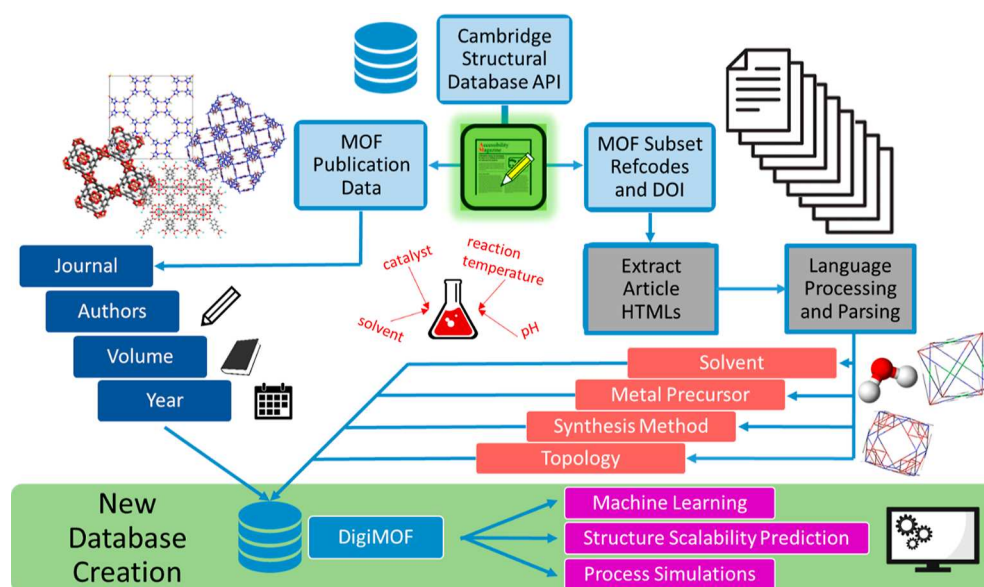 Cambridge
Structural
Database API
MOF
Publication
Data
Accessibility
Magazine
MOF Subset
Refcodes
and DOI
Journal
Authors
Volume
Year
catalyst
reaction
temperature
solvent
pH
Extract
Article
HTMLs
Language
Processing
and Parsing
Solvent
Metal Precursor
Synthesis Method
Topology
New
Database
Creation
DigiMOF
Machine Learning
Structure Scalability Prediction
Process Simulations